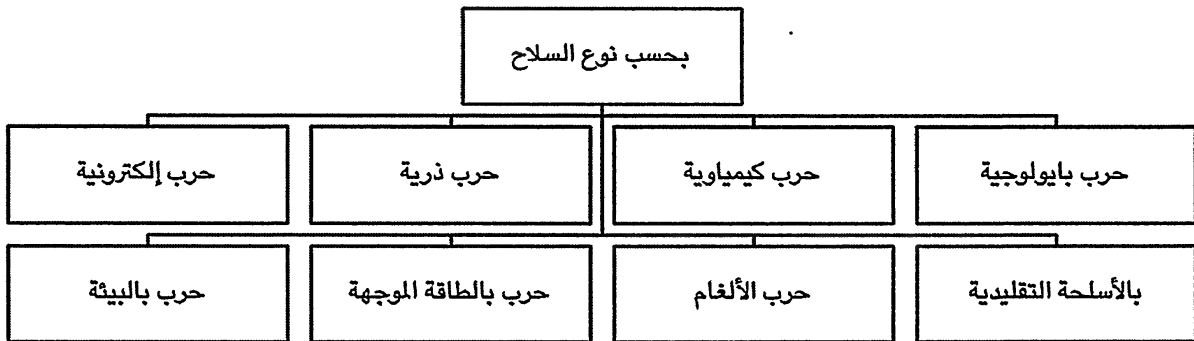 بحسب نوع السلاح
حرب بايولوجية
حرب كيمياوية
حرب ذرية
حرب إلكترونية
بالأسلحة التقليدية
حرب الألغام
حرب بالطاقة الموجهة
حرب بالبيئة